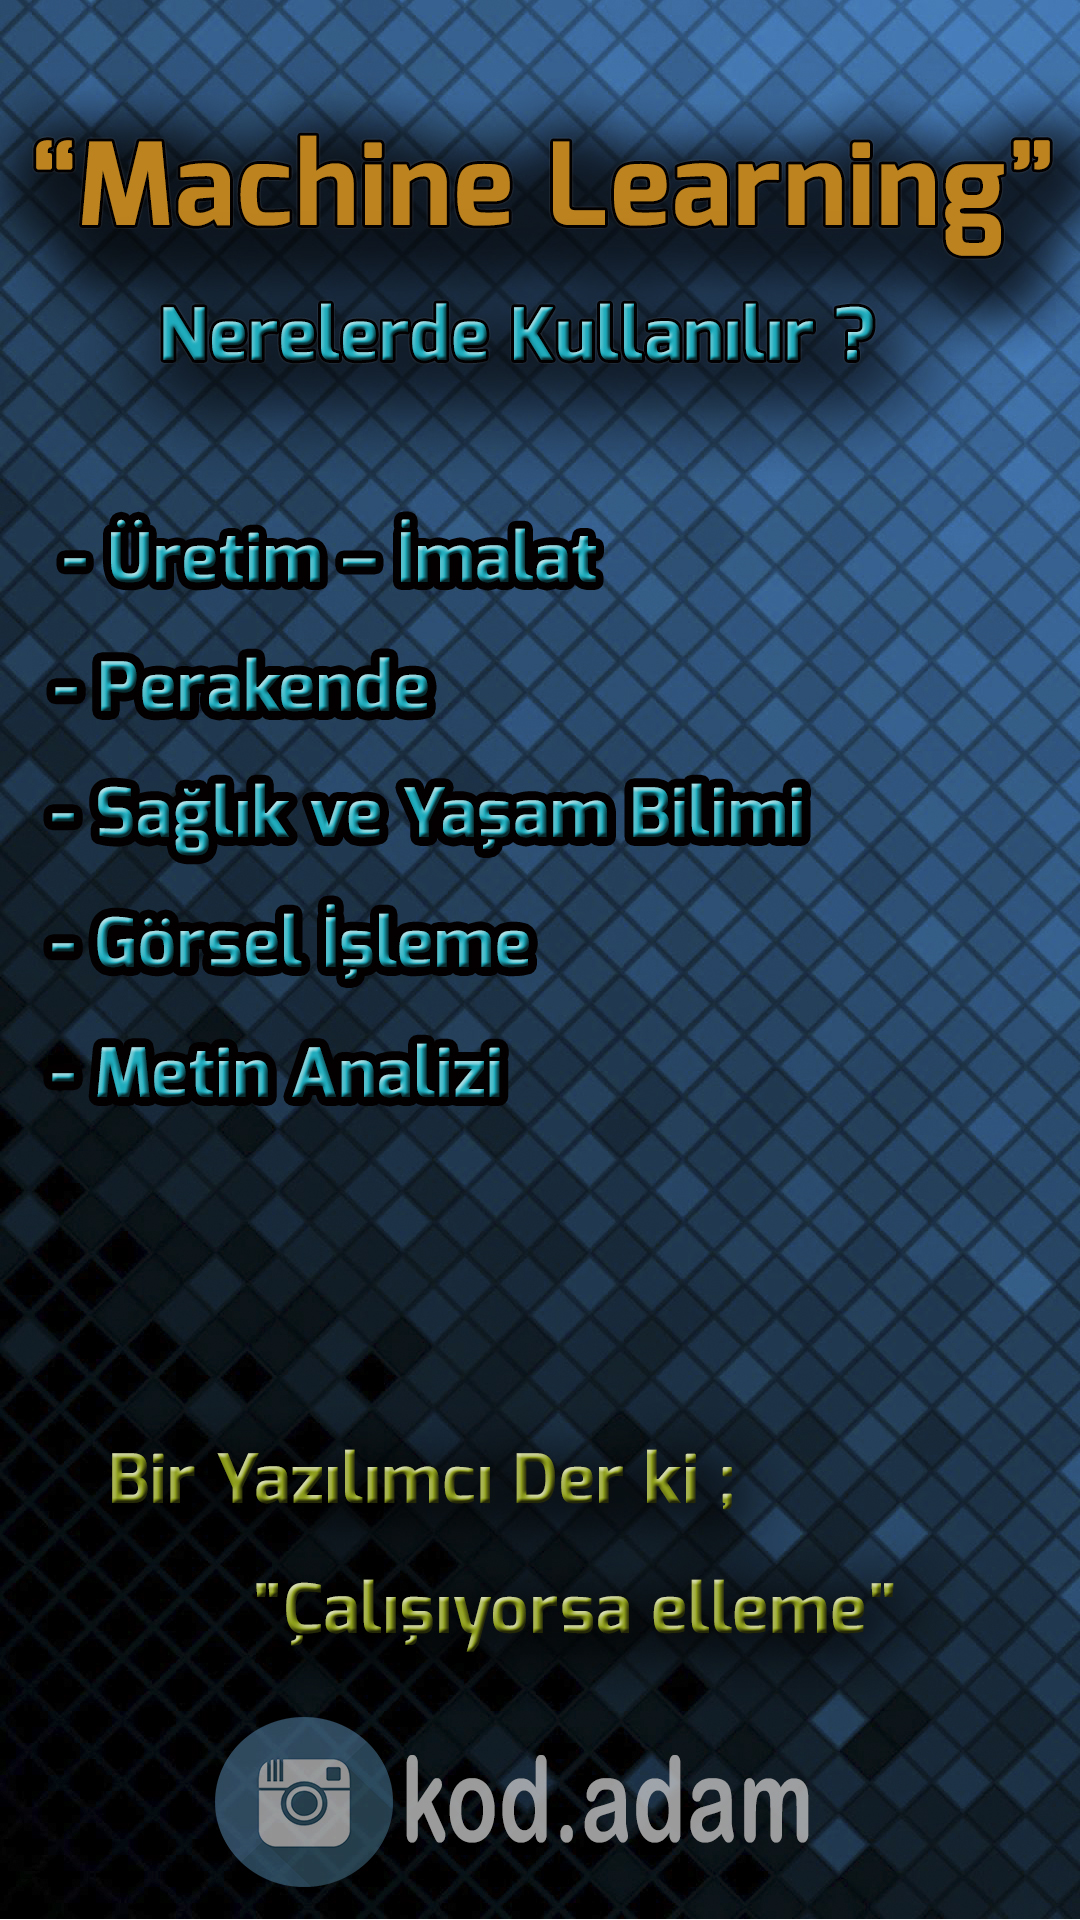 “Machine Learning”
Nerelerde Kullanılır ?
- Üretim – İmalat
- Perakende
- Sağlık ve Yaşam Bilimi
- Görsel İşleme
- Metin Analizi
Bir Yazılımcı Der ki ;
"Çalışıyorsa elleme"
kod.adam